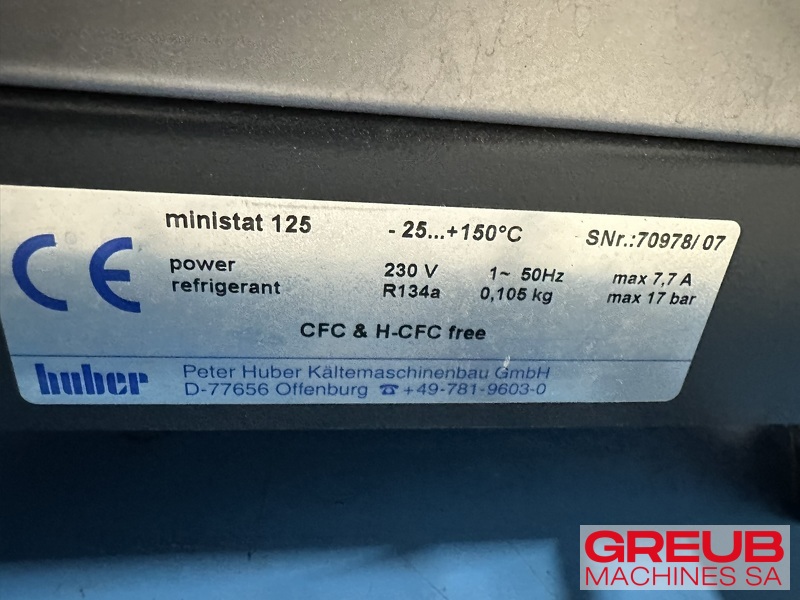 ministat 125 - 25...+150°C SNr.:70978/ 07
CE
power 230 V 1~ 50Hz max 7,7 A
refrigerant R134a 0,105 kg max 17 bar
CFC & H-CFC free
huber Peter Huber Kältemaschinenbau GmbH
D-77656 Offenburg ☎ +49-781-9603-0
GREUB
MACHINES SA